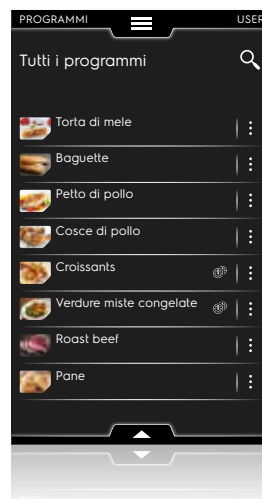 PROGRAMMI USER
Tutti i programmi
Torta di mele
Baguette
Petto di pollo
Cosce di pollo
Croissants
Verdure miste congelate
Roast beef
Pane